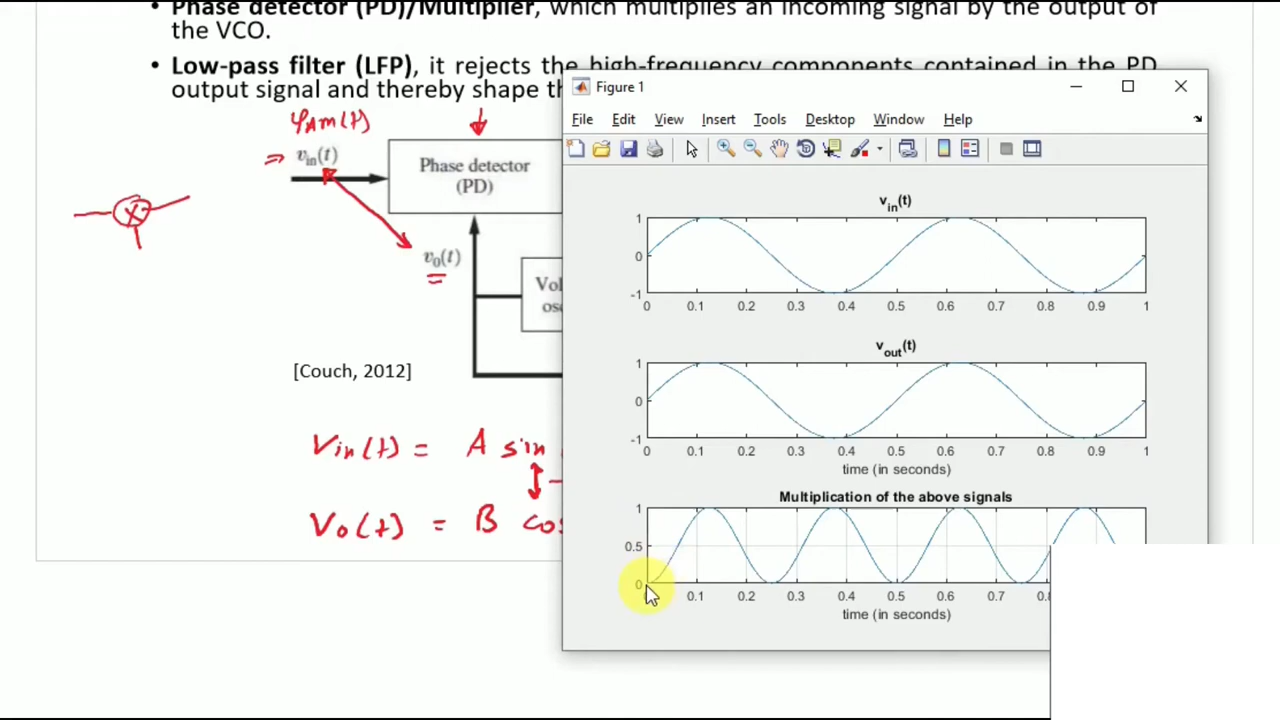 • Phase detector (PD)/Multiplier, which multiplies an incoming signal by the output of
the VCO.
• Low-pass filter (LFP), it rejects the high-frequency components contained in the PD
output signal and thereby shape th
φAm(t)
⇒ vin(t)
Phase detector
(PD)
X
v0(t)
Vol
os
[Couch, 2012]
Vin(t) = A sin
Vo(t) = B cos
Figure 1
File Edit View Insert Tools Desktop Window Help
vin(t)
1
0
-1
0 0.1 0.2 0.3 0.4 0.5 0.6 0.7 0.8 0.9 1
vout(t)
1
0
-1
0 0.1 0.2 0.3 0.4 0.5 0.6 0.7 0.8 0.9 1
time (in seconds)
Multiplication of the above signals
1
0.5
0
0.1 0.2 0.3 0.4 0.5 0.6 0.7 0.
time (in seconds)